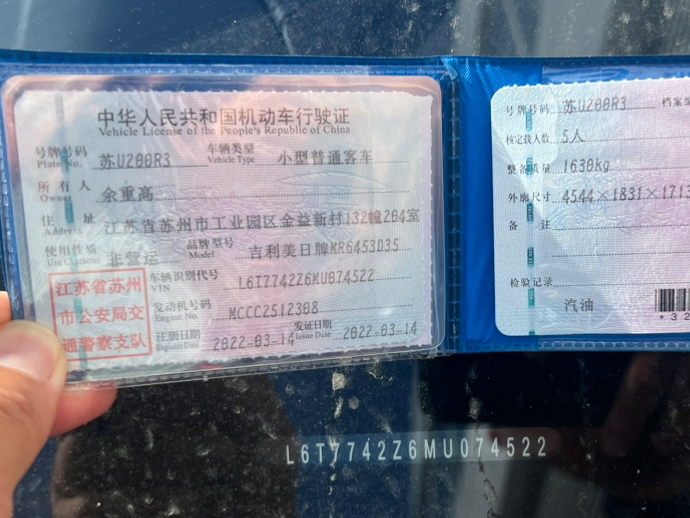 中华人民共和国机动车行驶证
Vehicle License of the People's Republic of China
号牌号码 Plate No. 苏U200R3 车辆类型 Vehicle Type 小型普通客车
所有人 Owner 余重高
住址 Address 江苏省苏州市工业园区金益新村132幢204室
使用性质 Use Character 非营运 品牌型号 Model 吉利美日牌MR6453D35
车辆识别代号 VIN L6T7742Z6MU074522
发动机号码 Engine No. MCCC2512308
注册日期 Register Date 2022-03-14 发证日期 Issue Date 2022-03-14
江苏省苏州
市公安局交
通警察支队
号牌号码 苏U200R3 档案
核定载人数 5人
整备质量 1630kg
外廓尺寸 4544×1831×1713
备注
检验记录
汽油
*32
L6T7742Z6MU074522